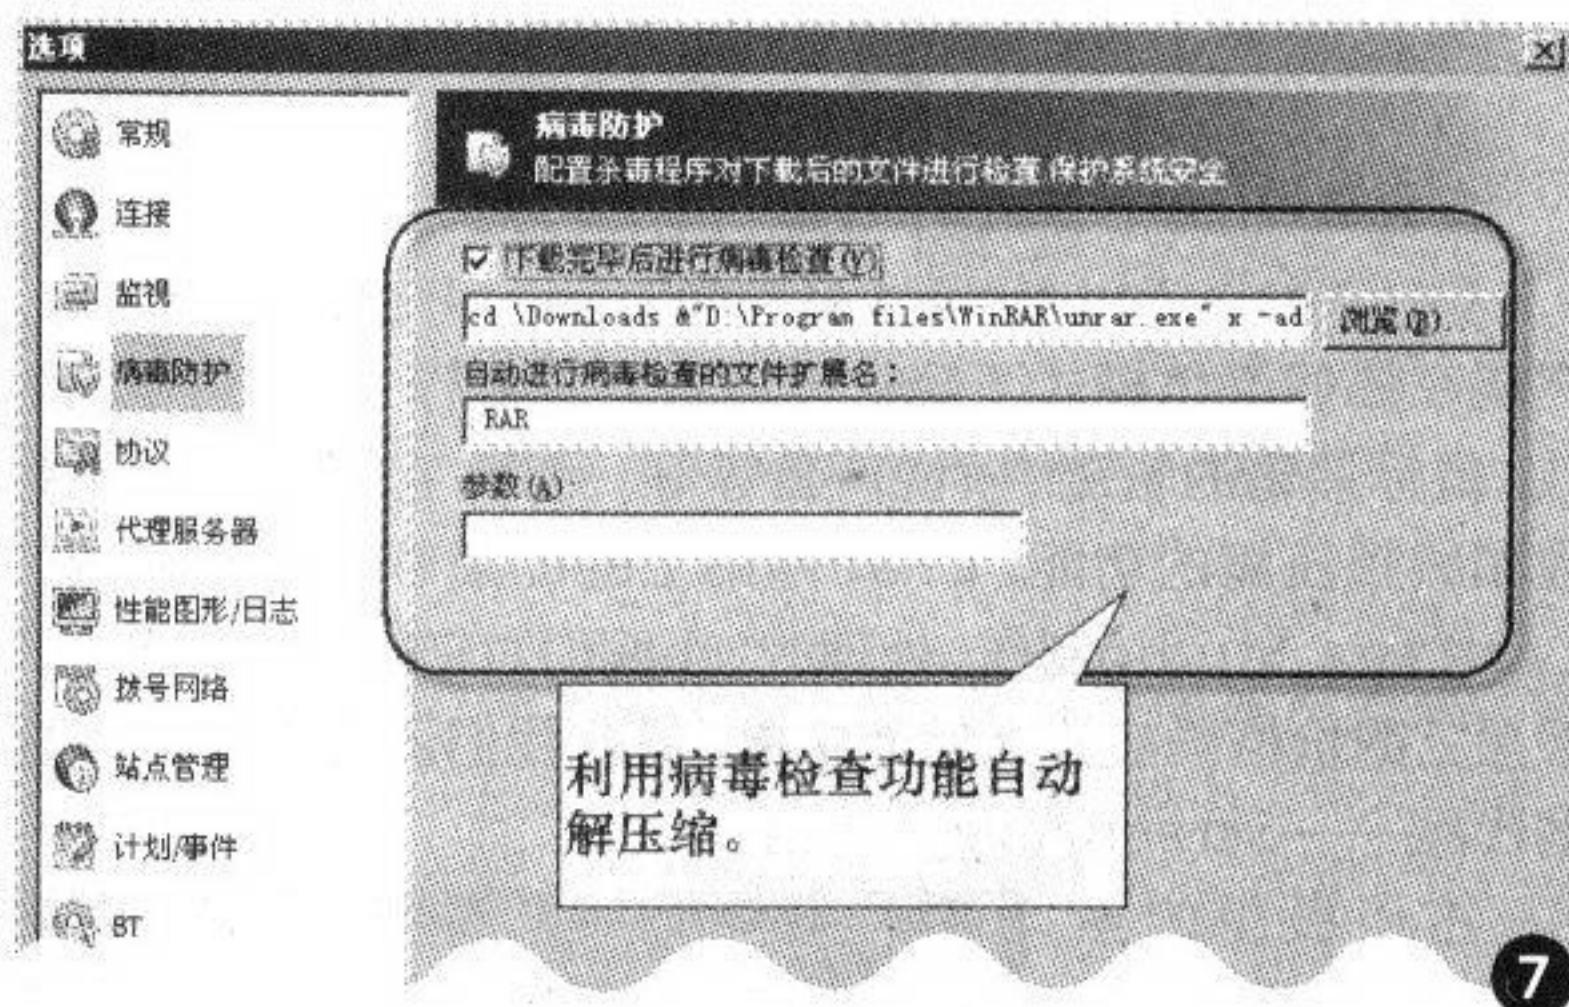 选项
常规
连接
监视
病毒防护
协议
代理服务器
性能图形/日志
拨号网络
站点管理
计划/事件
BT
病毒防护
配置杀毒程序对下载后的文件进行检查 保护系统安全
下载完毕后进行病毒检查(V)
cd \Downloads &"D:\Program files\WinRAR\unrar.exe" x -ad
浏览(B)
自动进行病毒检查的文件扩展名：
RAR
参数(A)
利用病毒检查功能自动
解压缩。
7